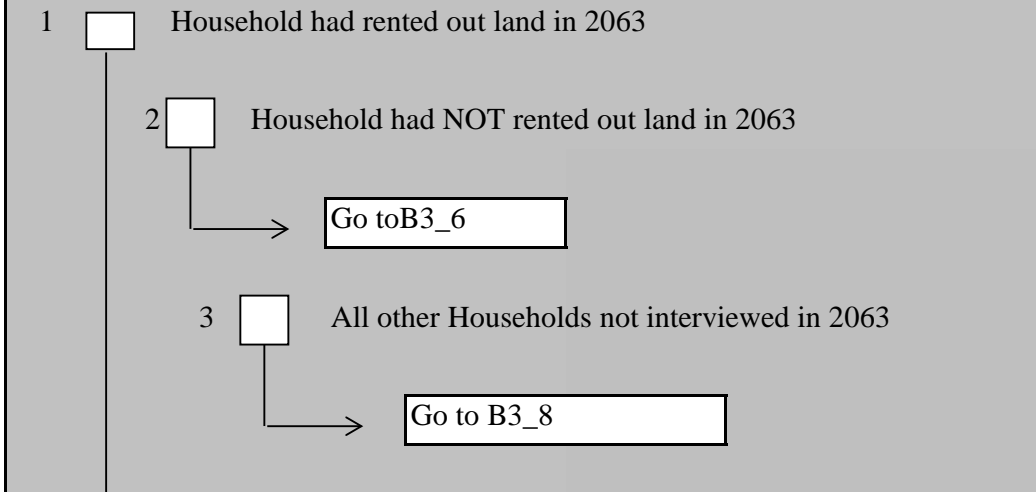 1 Household had rented out land in 2063
2 Household had NOT rented out land in 2063
Go toB3_6
3 All other Households not interviewed in 2063
Go to B3_8